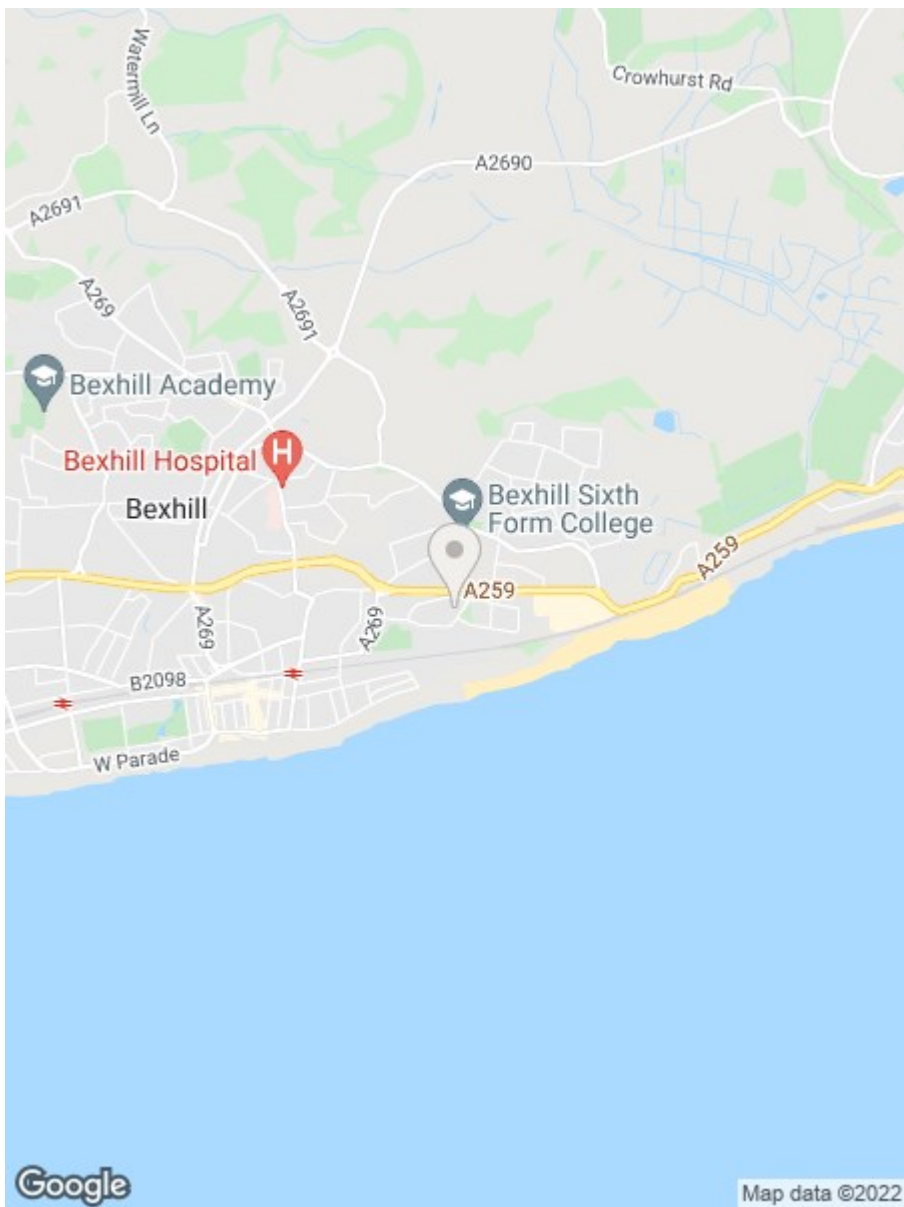 Watermill Ln
Crowhurst Rd
A2690
A2691
A269
A2691
Bexhill Academy
Bexhill Hospital
H
Bexhill
Bexhill Sixth
Form College
A259
A259
A269
A269
B2098
W Parade
Google
Map data ©2022